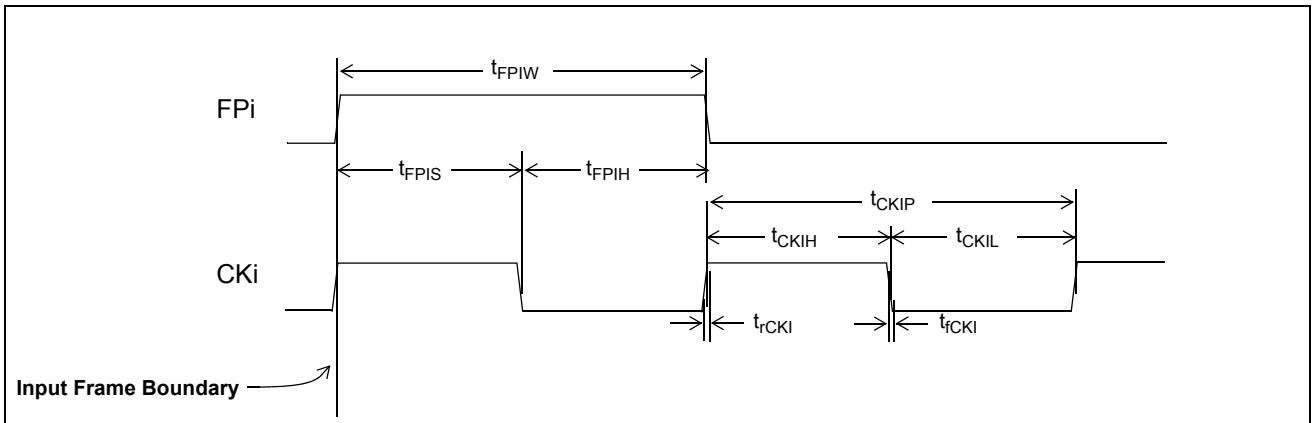 tFPIW
FPi
tFPIS
tFPIH
tCKIP
tCKIH
tCKIL
CKi
trCKI
tfCKI
Input Frame Boundary